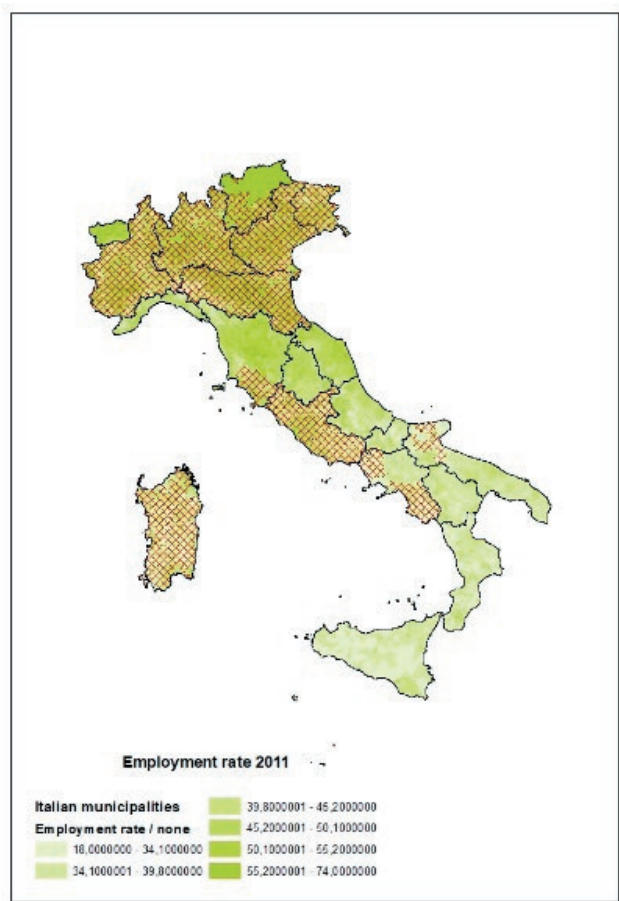 Employment rate 2011
Italian municipalities
Employment rate / none
18,0000000 - 34,1000000
34,1000001 - 39,8000000
39,8000001 - 45,2000000
45,2000001 - 50,1000000
50,1000001 - 55,2000000
55,2000001 - 74,0000000